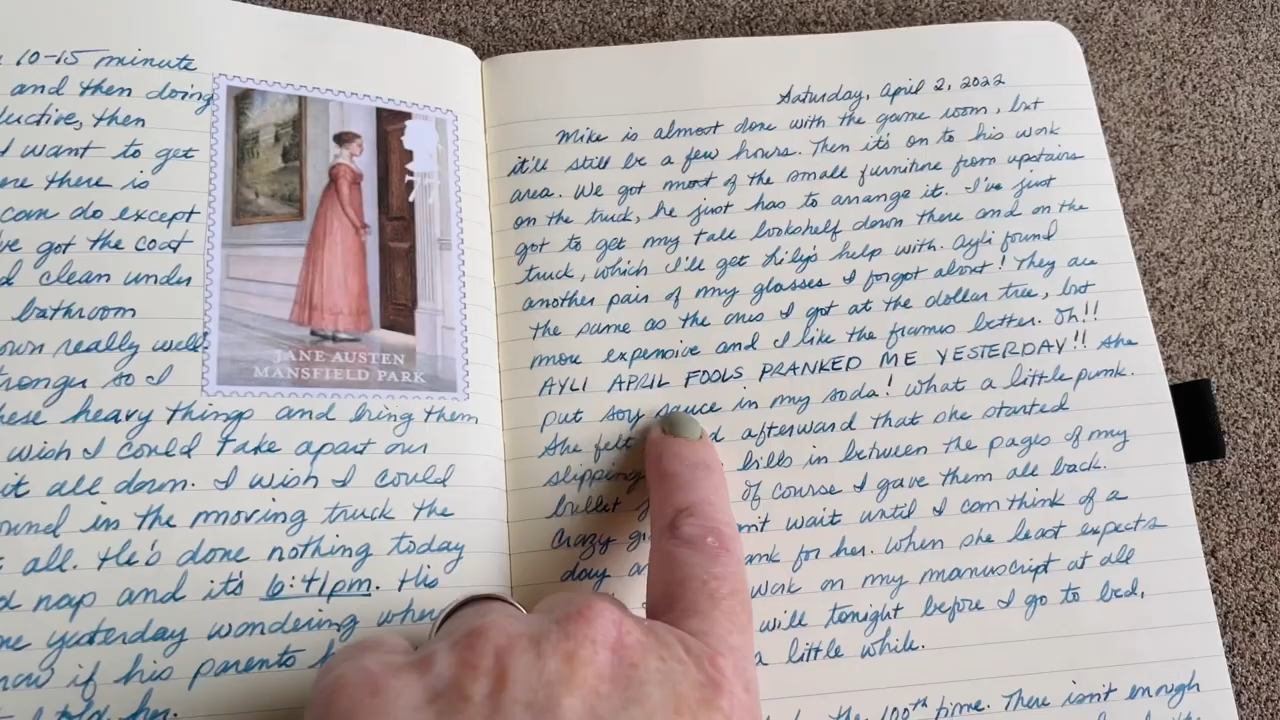 10-15 minute
and then doing
then
I want to get
there is
can do except
got the coat
clean under
bathroom
really well
so I
these heavy things and bring them
wish I could take apart our
it all down. I wish I could
in the moving truck the
all. He's done nothing today
nap and it's 6:41pm. His
yesterday wondering when
if his parents
I told her.
JANE AUSTEN
MANSFIELD PARK
Saturday, April 2, 2022
Mike is almost done with the game room, but
it'll still be a few hours. Then it's on to his work
area. We got most of the small furniture from upstairs
on the truck, he just has to arrange it. I've just
got to get my tall bookshelf down there and on the
truck, which I'll get Lily's help with. Ayli found
another pair of my glasses I forgot about! They are
the same as the ones I got at the dollar tree, but
more expensive and I like the frames better. Oh!!
AYLI APRIL FOOLS PRANKED ME YESTERDAY!! She
put soy sauce in my soda! What a little punk.
She felt afterward that she started
slipping bills in between the pages of my
bullet Of course I gave them all back.
Crazy wait until I can think of a
for her. When she least expects
day work on my manuscript at all
will tonight before I go to bed,
a little while.
the 100th time. There isn't enough